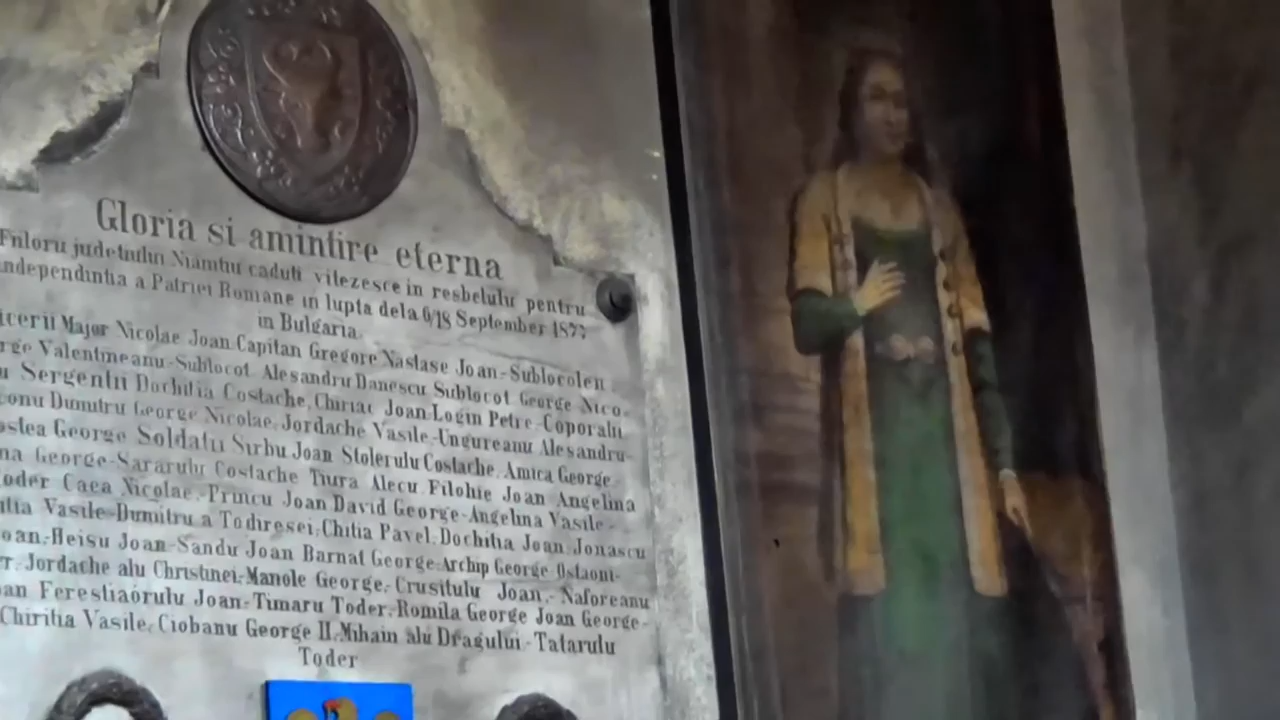 Gloria si amintire eterna
Fiiloru judetiului Niamtiu caduti vitezesce in resbelulu pentru
independintia a Patriei Romane in lupta dela 6/18 September 1877
in Bulgaria.
Major Nicolae Joan. Capitan Gregore Nastase Joan-Sublocoten
Valentineanu-Sublocot. Alesandru Danescu Sublocot George Nico-
Sergentii Dochitia Costache, Chiriac Joan. Login Petre-Coporalii
Dumitru George Nicolae. Jordache Vasile-Ungureanu Alesandru-
George Soldatii Sirbu Joan Stolerulu Costache, Amica George-
George-Sararulu Costache Tiura Alecu. Filohie Joan Angelina
Caea Nicolae-Princu Joan David George-Angelina Vasile-
Vasile-Dumitru a Todiresei-Chitia Pavel. Dochitia Joan. Jonascu
Joan-Heisu Joan-Sandu Joan Barnat George-Archip George-Ostaoni-
Jordache alu Christinei-Manole George-Crusitulu Joan.-Naforeanu
Ferestiaórulu Joan-Timaru Toder. Romila George Joan George-
Chiritia Vasile. Ciobanu George II. Mihain alu Dragului-Tatarulu
Toder